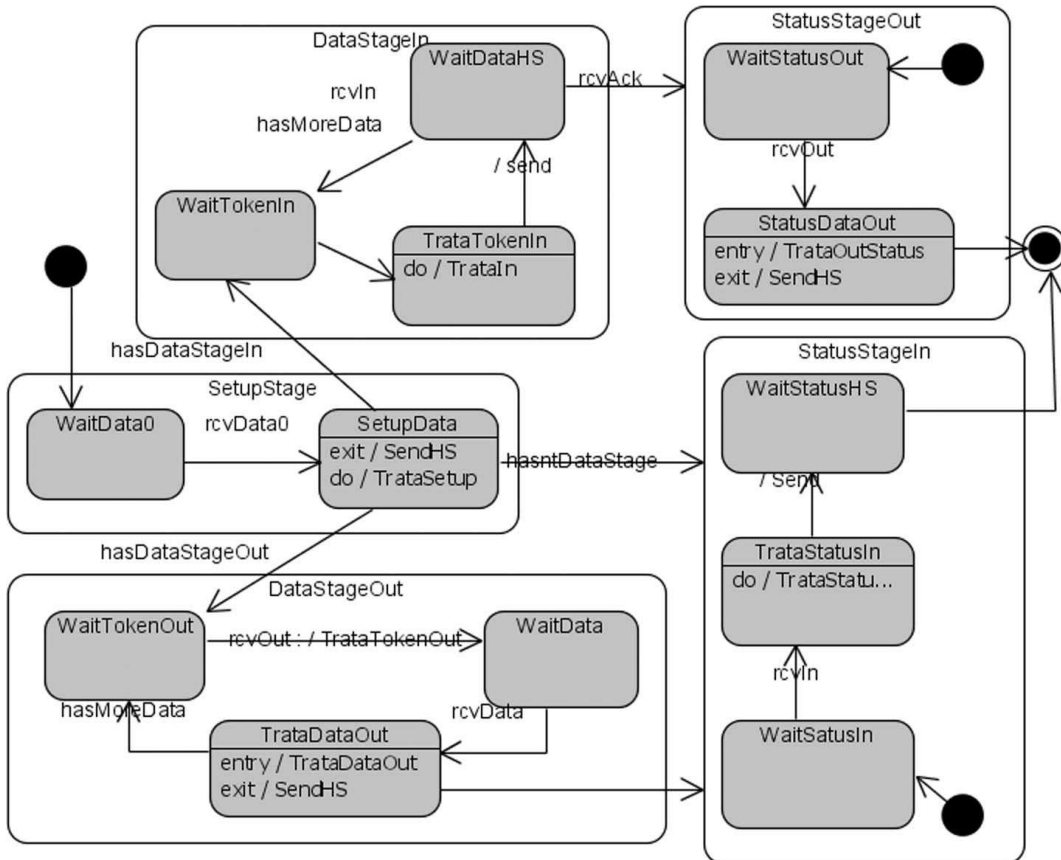 DataStageIn
WaitDataHS
rcvIn
hasMoreData
rcvAck
/ send
WaitTokenIn
TrataTokenIn
do / TrataIn
StatusStageOut
WaitStatusOut
rcvOut
StatusDataOut
entry / TrataOutStatus
exit / SendHS
hasDataStageIn
SetupStage
WaitData0
rcvData0
SetupData
exit / SendHS
do / TrataSetup
hasntDataStage
StatusStageIn
WaitStatusHS
/ Send
TrataStatusIn
do / TrataStatu...
rcvIn
WaitSatusIn
hasDataStageOut
DataStageOut
WaitTokenOut
rcvOut : / TrataTokenOut
WaitData
hasMoreData
rcvData
TrataDataOut
entry / TrataDataOut
exit / SendHS